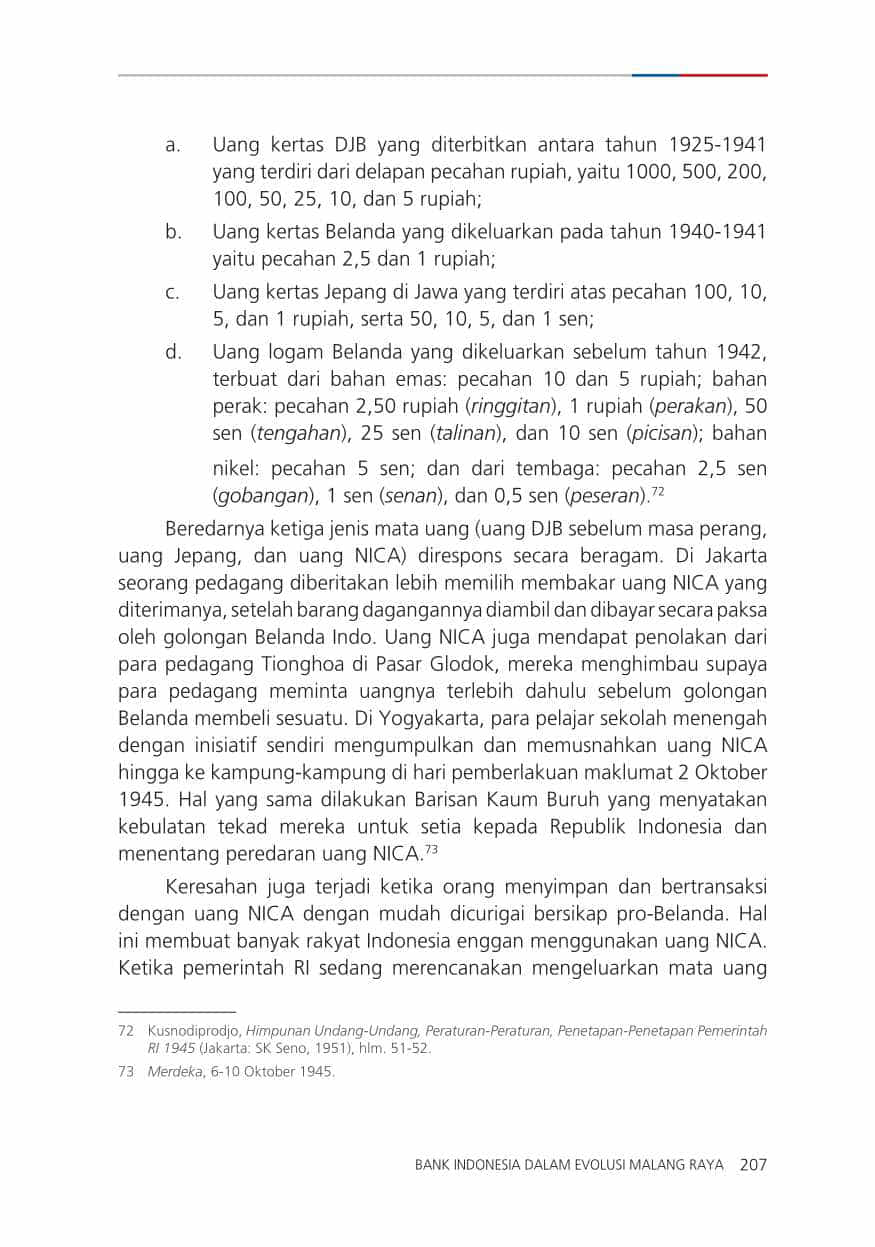 a. Uang kertas DJB yang diterbitkan antara tahun 1925-1941
yang terdiri dari delapan pecahan rupiah, yaitu 1000, 500, 200,
100, 50, 25, 10, dan 5 rupiah;
b. Uang kertas Belanda yang dikeluarkan pada tahun 1940-1941
yaitu pecahan 2,5 dan 1 rupiah;
c. Uang kertas Jepang di Jawa yang terdiri atas pecahan 100, 10,
5, dan 1 rupiah, serta 50, 10, 5, dan 1 sen;
d. Uang logam Belanda yang dikeluarkan sebelum tahun 1942,
terbuat dari bahan emas: pecahan 10 dan 5 rupiah; bahan
perak: pecahan 2,50 rupiah (ringgitan), 1 rupiah (perakan), 50
sen (tengahan), 25 sen (talinan), dan 10 sen (picisan); bahan
nikel: pecahan 5 sen; dan dari tembaga: pecahan 2,5 sen
(gobangan), 1 sen (senan), dan 0,5 sen (peseran).72
Beredarnya ketiga jenis mata uang (uang DJB sebelum masa perang,
uang Jepang, dan uang NICA) direspons secara beragam. Di Jakarta
seorang pedagang diberitakan lebih memilih membakar uang NICA yang
diterimanya, setelah barang dagangannya diambil dan dibayar secara paksa
oleh golongan Belanda Indo. Uang NICA juga mendapat penolakan dari
para pedagang Tionghoa di Pasar Glodok, mereka menghimbau supaya
para pedagang meminta uangnya terlebih dahulu sebelum golongan
Belanda membeli sesuatu. Di Yogyakarta, para pelajar sekolah menengah
dengan inisiatif sendiri mengumpulkan dan memusnahkan uang NICA
hingga ke kampung-kampung di hari pemberlakuan maklumat 2 Oktober
1945. Hal yang sama dilakukan Barisan Kaum Buruh yang menyatakan
kebulatan tekad mereka untuk setia kepada Republik Indonesia dan
menentang peredaran uang NICA.73
Keresahan juga terjadi ketika orang menyimpan dan bertransaksi
dengan uang NICA dengan mudah dicurigai bersikap pro-Belanda. Hal
ini membuat banyak rakyat Indonesia enggan menggunakan uang NICA.
Ketika pemerintah RI sedang merencanakan mengeluarkan mata uang
72 Kusnodiprodjo, Himpunan Undang-Undang, Peraturan-Peraturan, Penetapan-Penetapan Pemerintah
RI 1945 (Jakarta: SK Seno, 1951), hlm. 51-52.
73 Merdeka, 6-10 Oktober 1945.
BANK INDONESIA DALAM EVOLUSI MALANG RAYA 207